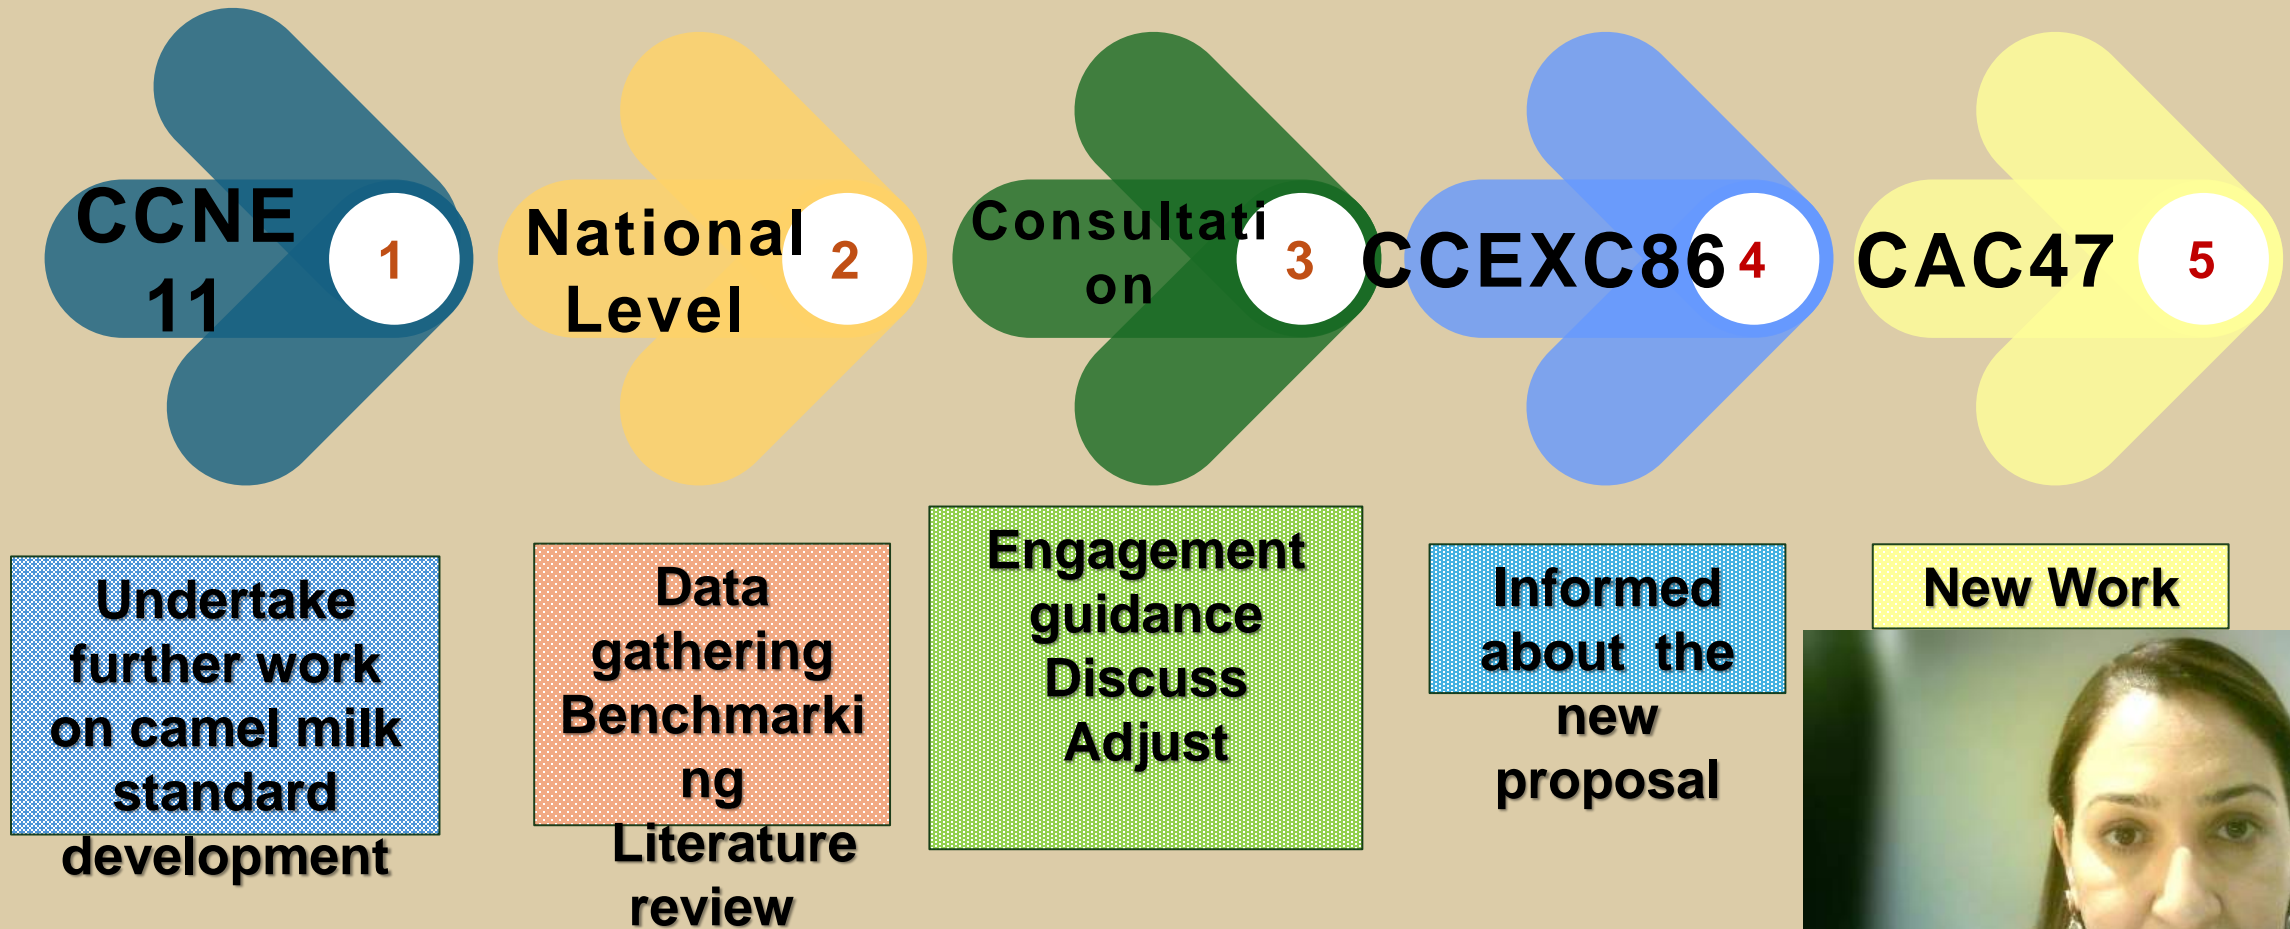 CCNE
11
1
National
Level
2
Consultati
on
3
CCEXC86
4
CAC47
5
Undertake
further work
on camel milk
standard
development
Data
gathering
Benchmarki
ng
Literature
review
Engagement
guidance
Discuss
Adjust
Informed
about the
new
proposal
New Work